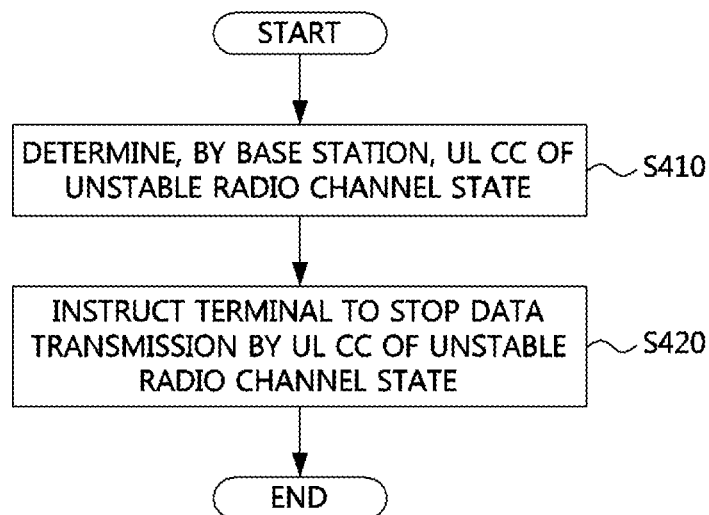 START
DETERMINE, BY BASE STATION, UL CC OF
UNSTABLE RADIO CHANNEL STATE
S410
INSTRUCT TERMINAL TO STOP DATA
TRANSMISSION BY UL CC OF UNSTABLE
RADIO CHANNEL STATE
S420
END